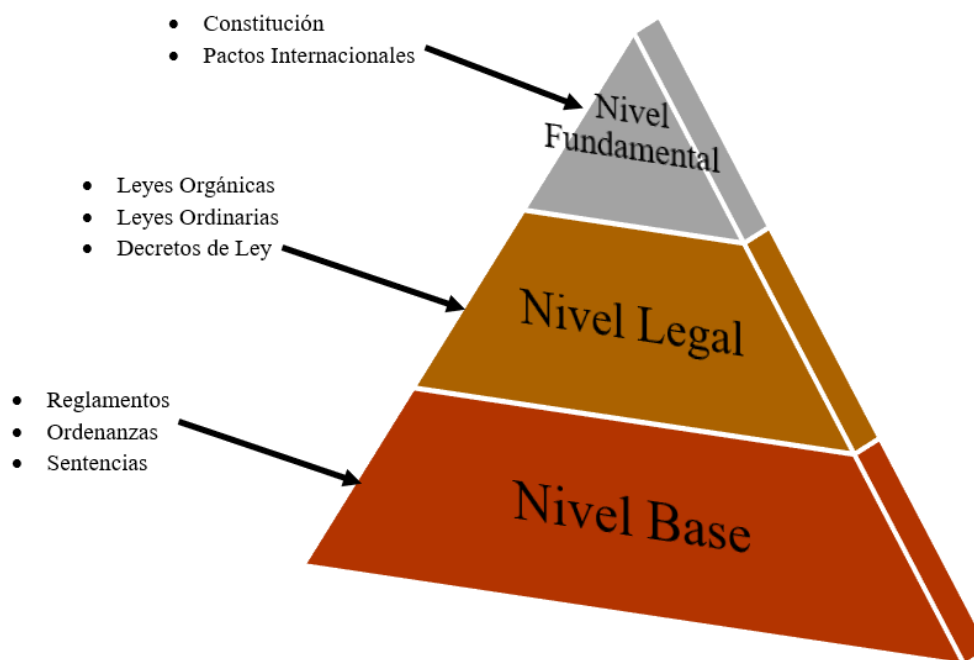 • Constitución
• Pactos Internacionales
Nivel
Fundamental
• Leyes Orgánicas
• Leyes Ordinarias
• Decretos de Ley
Nivel Legal
• Reglamentos
• Ordenanzas
• Sentencias
Nivel Base